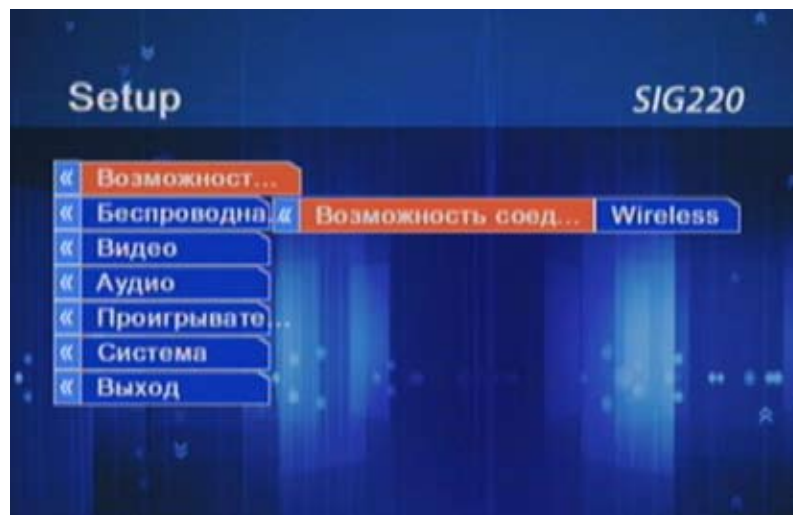 Setup SIG220
« Возможност...
« Беспроводна. « Возможность соед... Wireless
« Видео
« Аудио
« Проигрывате...
« Система
« Выход